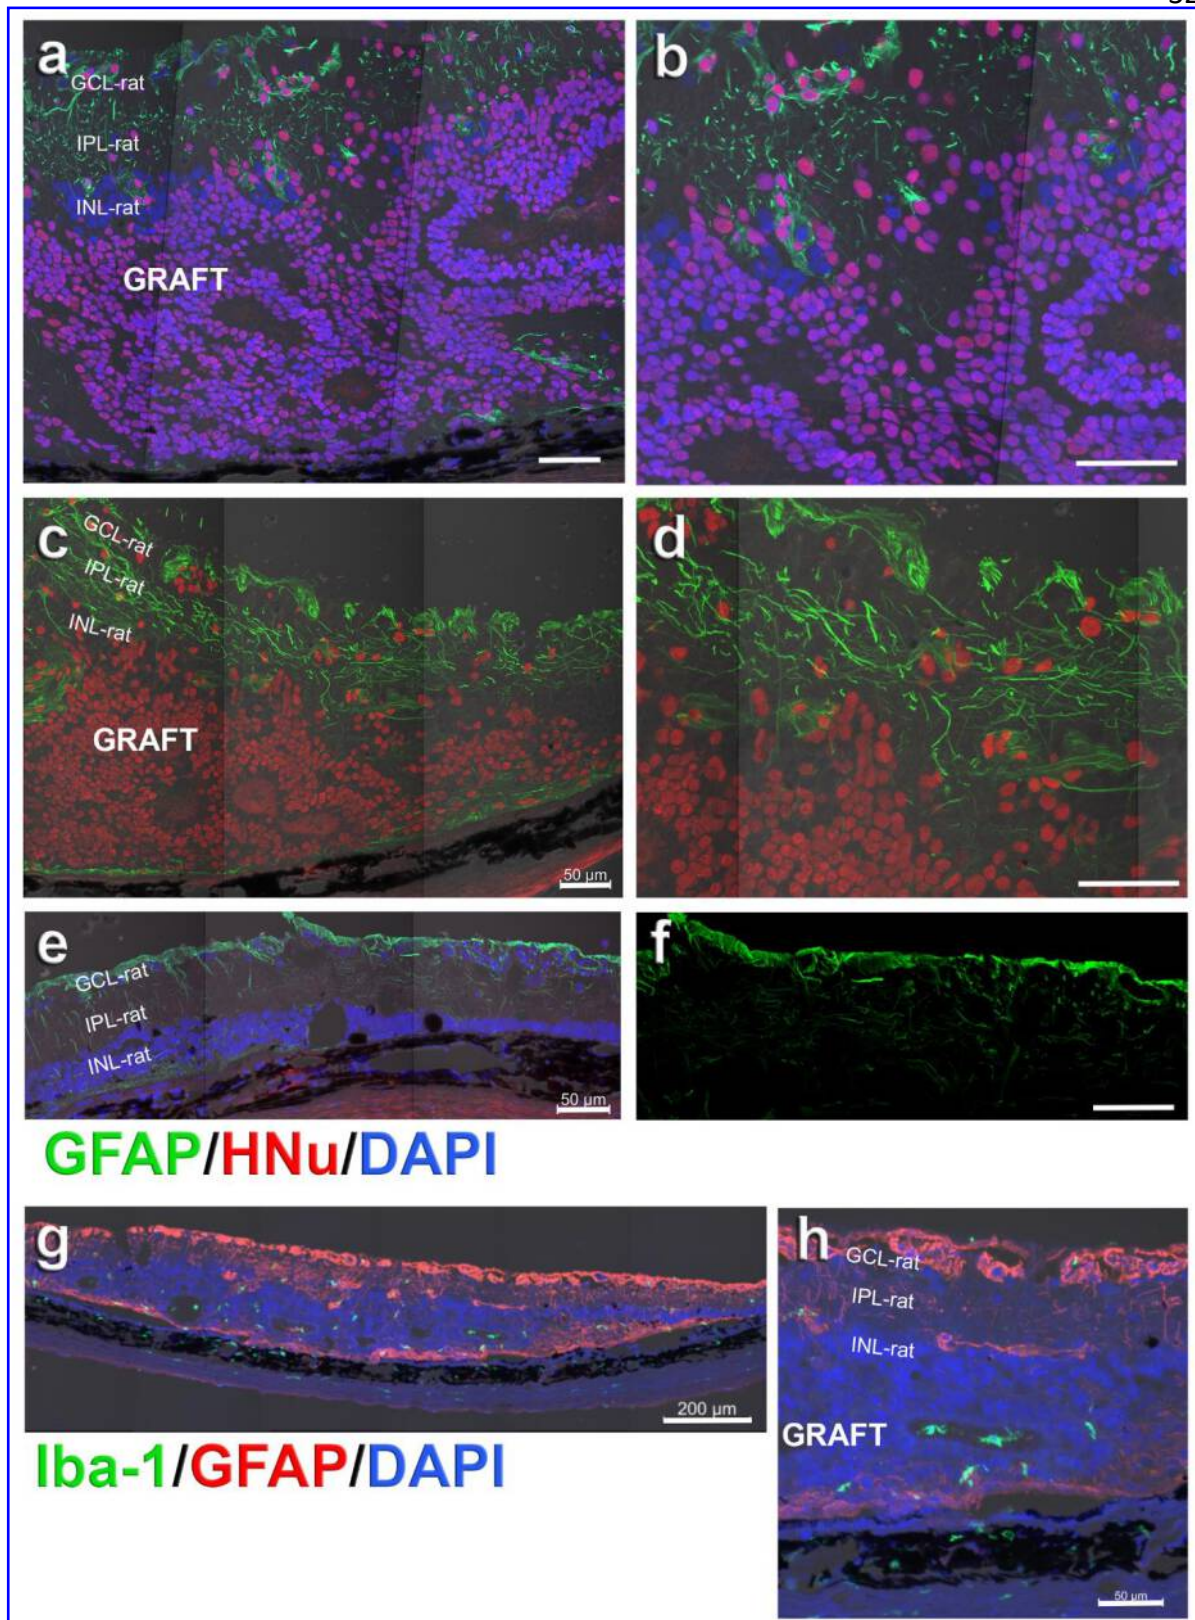 a
GCL-rat
IPL-rat
INL-rat
GRAFT
b
c
GCL-rat
IPL-rat
INL-rat
GRAFT
50 µm
d
e
GCL-rat
IPL-rat
INL-rat
50 µm
f
GFAP/HNu/DAPI
g
200 µm
Iba-1/GFAP/DAPI
h
GCL-rat
IPL-rat
INL-rat
GRAFT
50 µm